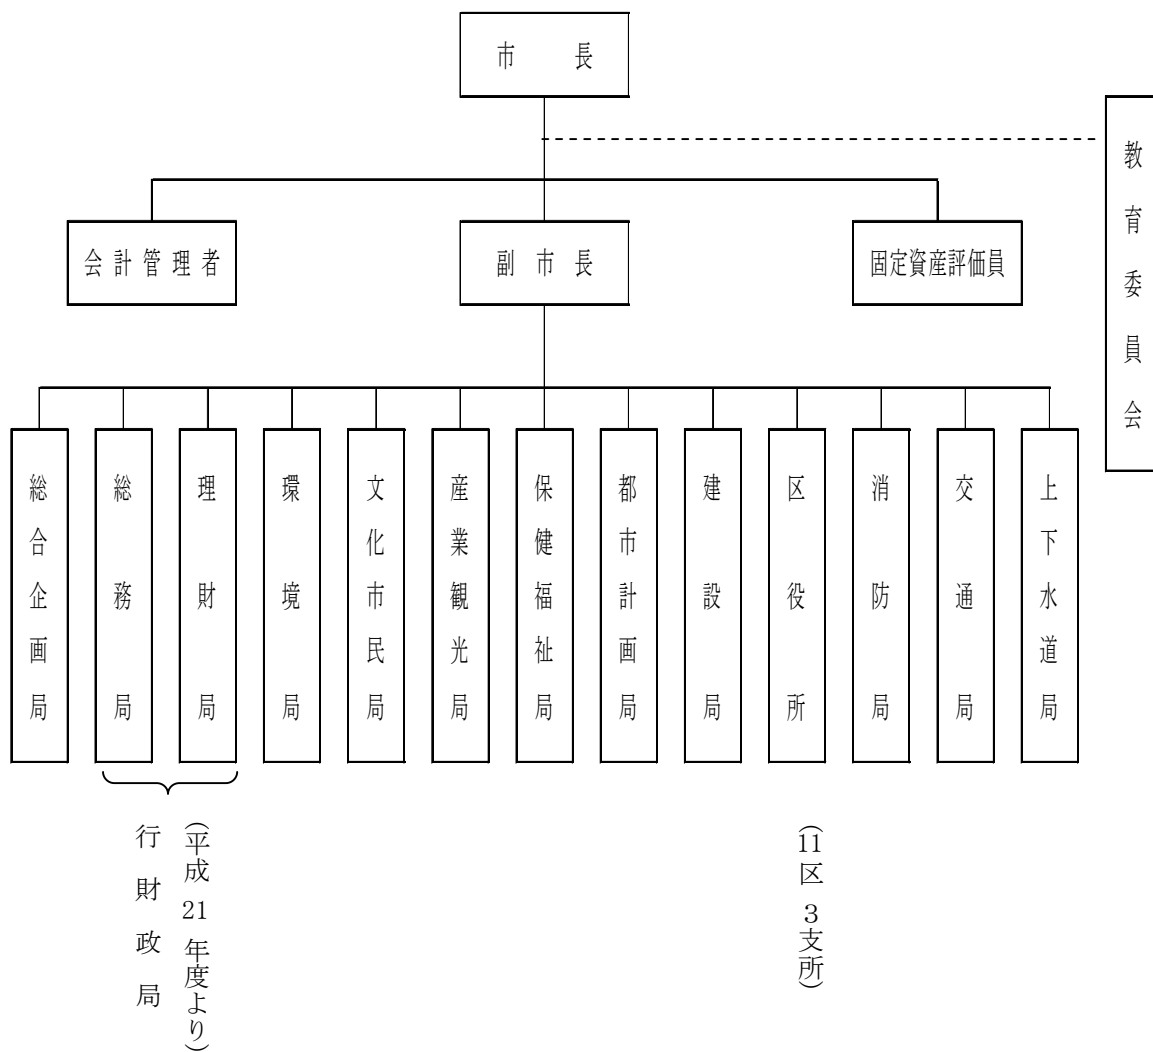 市長
教育委員会
会計管理者
副市長
固定資産評価員
総合企画局
総務局
理財局
環境局
文化市民局
産業観光局
保健福祉局
都市計画局
建設局
区役所
消防局
交通局
上下水道局
(平成21年度より)
行財政局
(11区3支所)